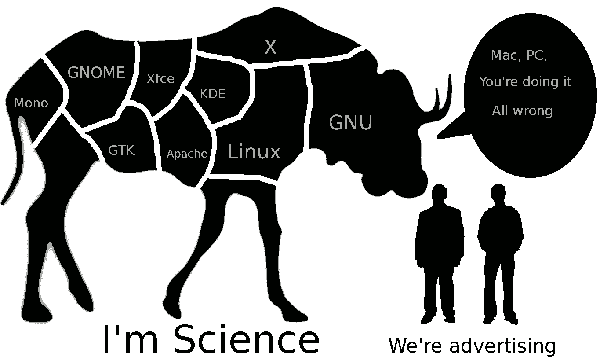 X
GNOME
Xfce
KDE
Mono
GTK
Apache
Linux
GNU
Mac, PC,
You're doing it
All wrong
I'm Science
We're advertising